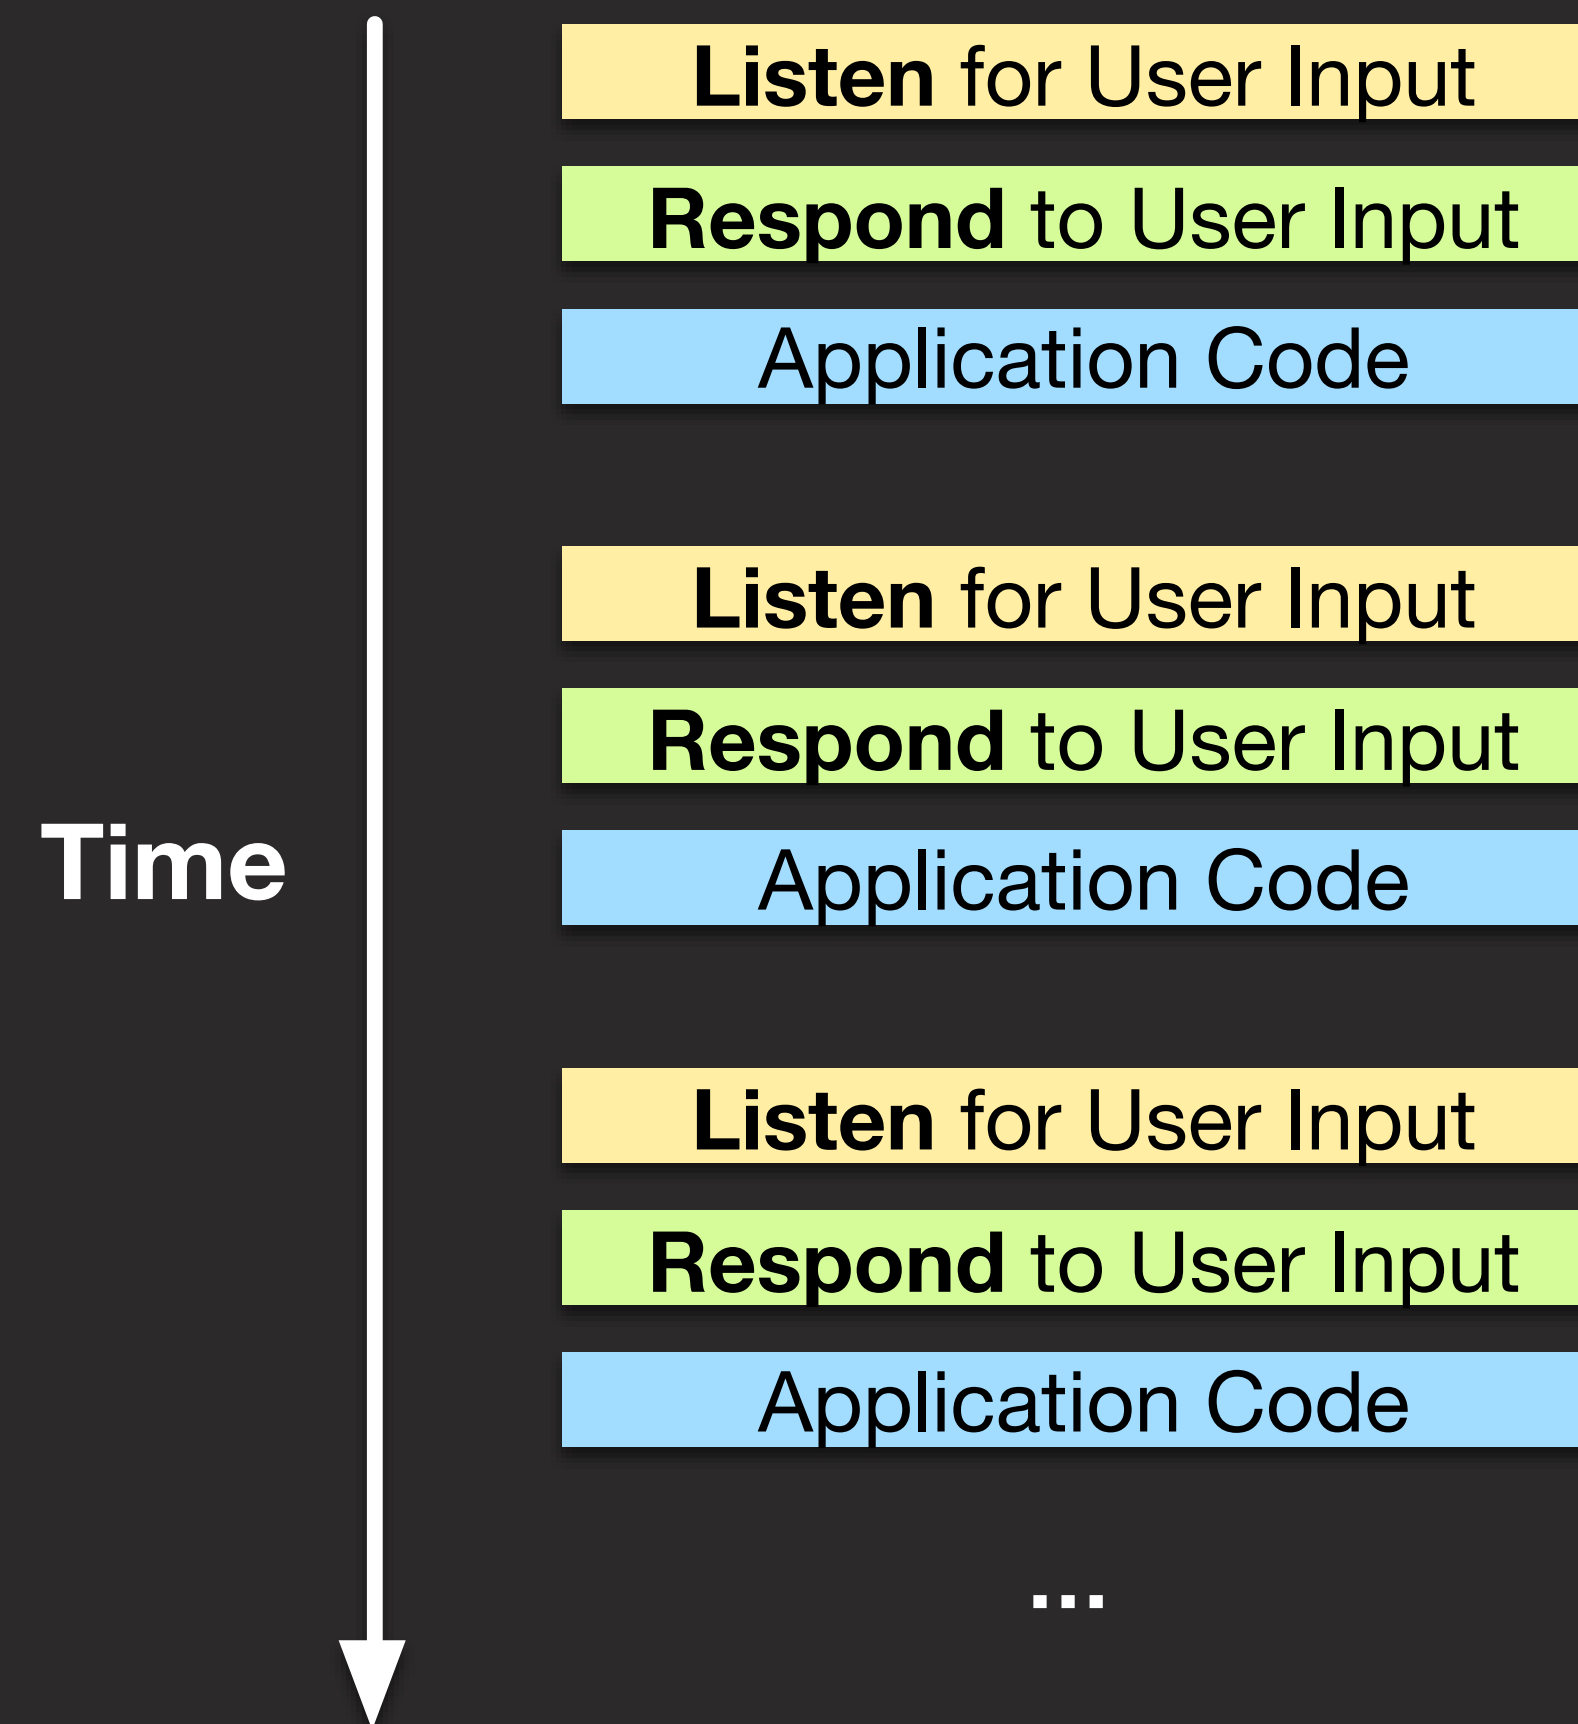 Listen for User Input
Respond to User Input
Application Code
Listen for User Input
Respond to User Input
Time
Application Code
Listen for User Input
Respond to User Input
Application Code
...